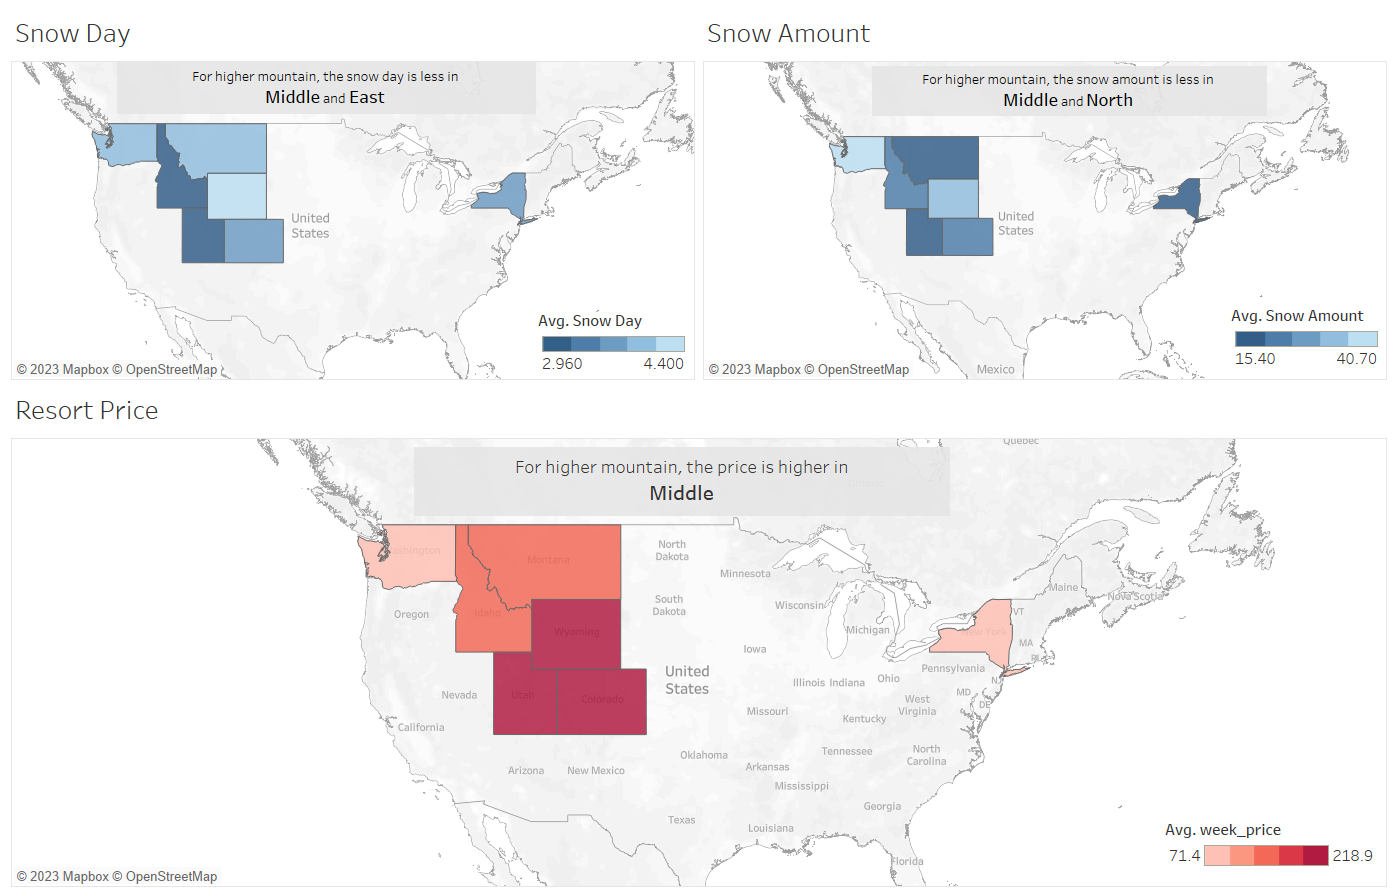 Snow Day
For higher mountain, the snow day is less in
Middle and East
United
States
Avg. Snow Day
2.960 4.400
© 2023 Mapbox © OpenStreetMap
Snow Amount
For higher mountain, the snow amount is less in
Middle and North
United
States
Mexico
Avg. Snow Amount
15.40 40.70
© 2023 Mapbox © OpenStreetMap
Resort Price
Quebec
For higher mountain, the price is higher in
Middle
Ontario
Washington
Montana
North
Dakota
Minnesota
Oregon
Idaho
South
Dakota
Wisconsin
Michigan
Maine
Nova Scotia
VT
Wyoming
New York
MA
RI
Iowa
United
States
Pennsylvania
Nevada
Utah
Colorado
Illinois
Indiana
Ohio
NJ
MD
DE
West
Virginia
California
Missouri
Kentucky
Oklahoma
Tennessee
North
Carolina
Arizona
New Mexico
Arkansas
Mississippi
Georgia
Texas
Louisiana
Florida
Avg. week_price
71.4 218.9
© 2023 Mapbox © OpenStreetMap